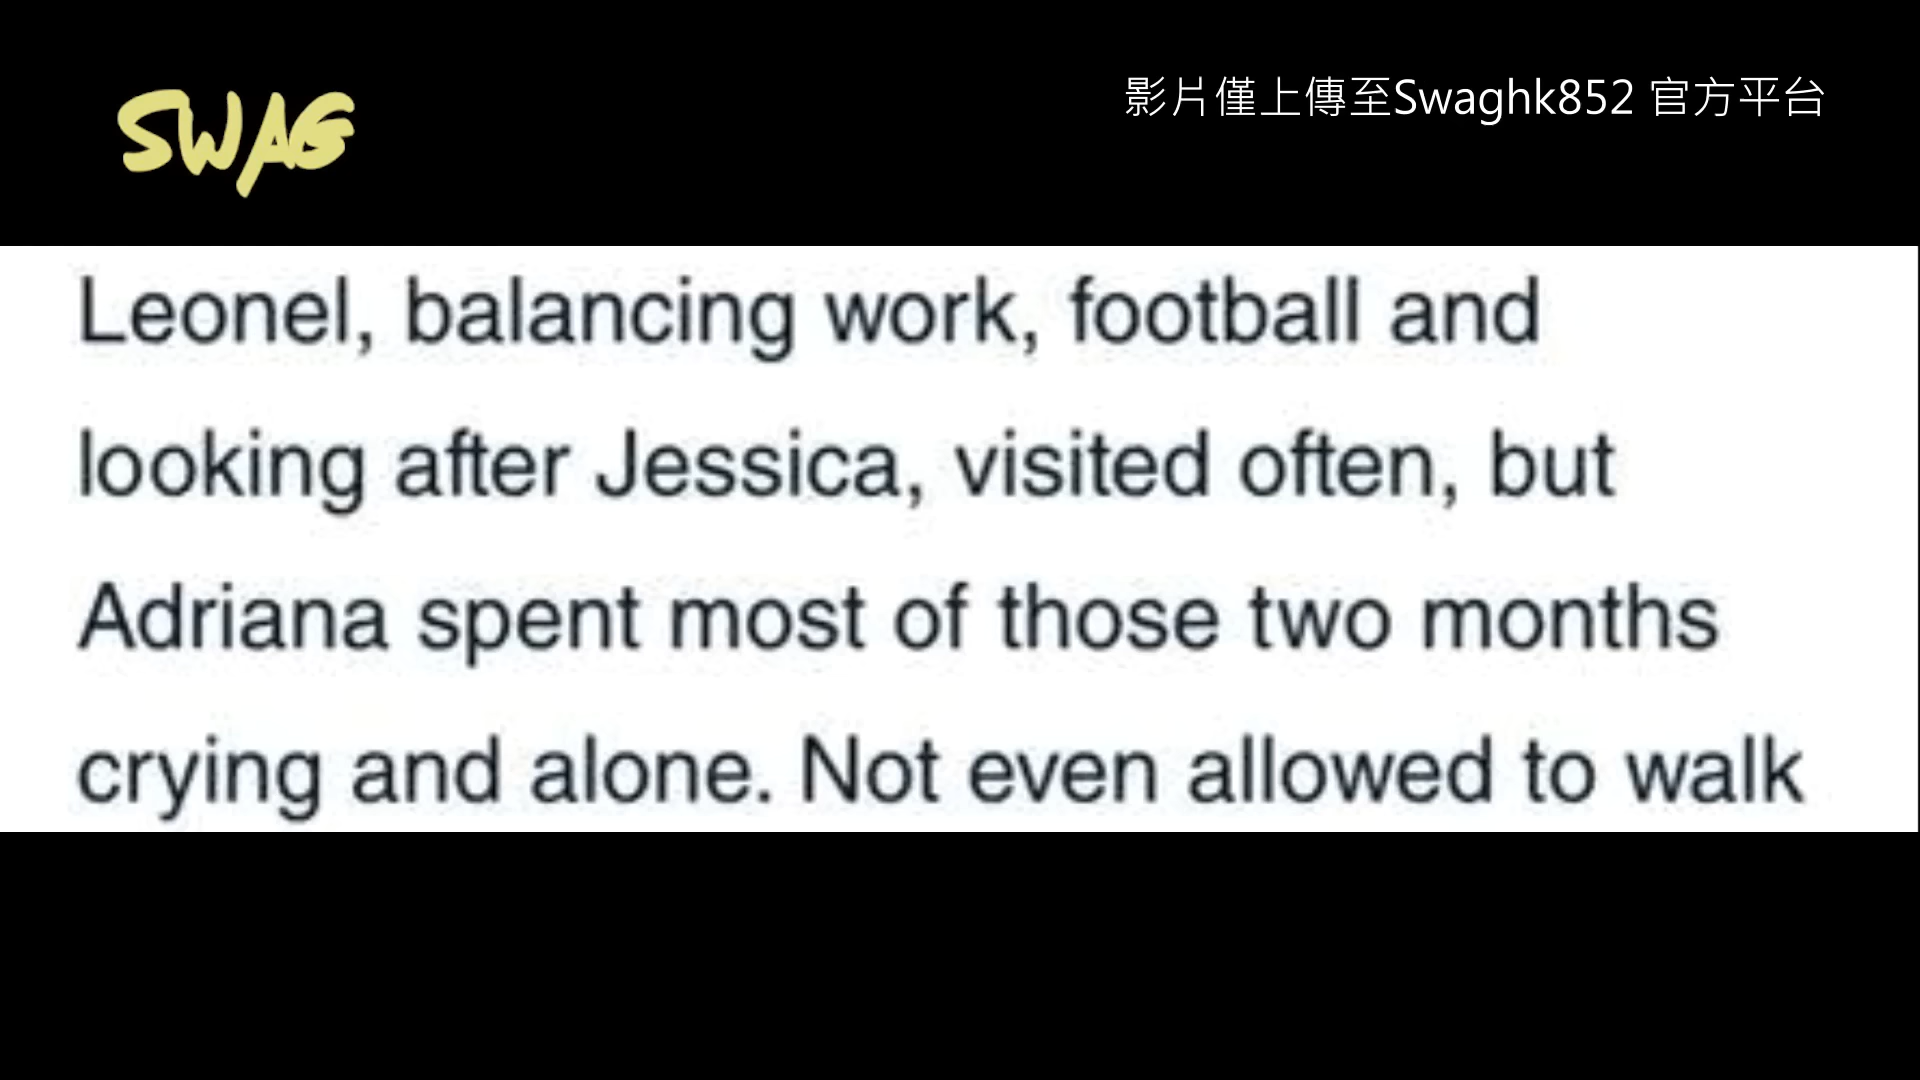 SWAG
影片僅上傳至Swaghk852 官方平台
Leonel, balancing work, football and
looking after Jessica, visited often, but
Adriana spent most of those two months
crying and alone. Not even allowed to walk